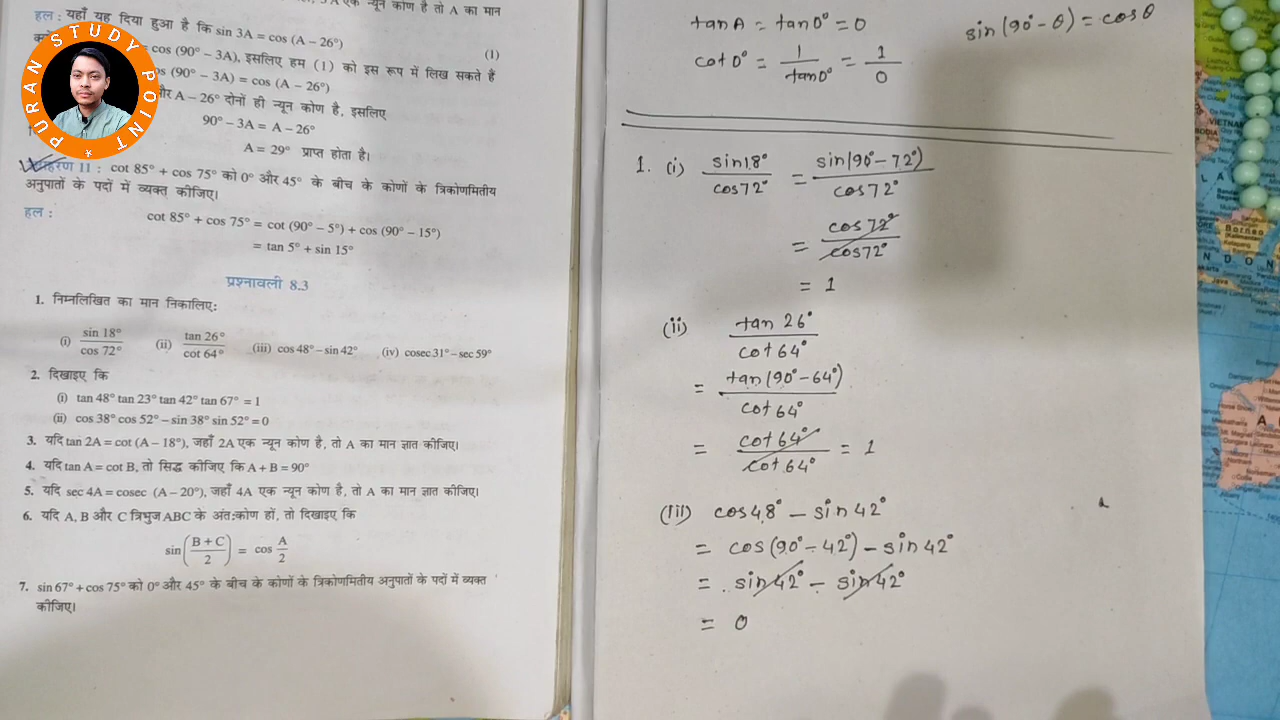 3A एक न्यून कोण है तो A का मान
हल : यहाँ यह दिया हुआ है कि sin 3A = cos (A – 26°) (1)
= cos (90° – 3A), इसलिए हम (1) को इस रूप में लिख सकते हैं
(90° – 3A) = cos (A – 26°)
और A – 26° दोनों ही न्यून कोण है, इसलिए
90° – 3A = A – 26°
A = 29° प्राप्त होता है।
PURAN STUDY POINT
11 : cot 85° + cos 75° को 0° और 45° के बीच के कोणों के त्रिकोणमितीय
अनुपातों के पदों में व्यक्त कीजिए।
हल :
cot 85° + cos 75° = cot (90° – 5°) + cos (90° – 15°)
= tan 5° + sin 15°
प्रश्नावली 8.3
1. निम्नलिखित का मान निकालिए:
(i) sin 18° / cos 72° (ii) tan 26° / cot 64° (iii) cos 48° – sin 42° (iv) cosec 31° – sec 59°
2. दिखाइए कि
(i) tan 48° tan 23° tan 42° tan 67° = 1
(ii) cos 38° cos 52° – sin 38° sin 52° = 0
3. यदि tan 2A = cot (A – 18°), जहाँ 2A एक न्यून कोण है, तो A का मान ज्ञात कीजिए।
4. यदि tan A = cot B, तो सिद्ध कीजिए कि A + B = 90°
5. यदि sec 4A = cosec (A – 20°), जहाँ 4A एक न्यून कोण है, तो A का मान ज्ञात कीजिए।
6. यदि A, B और C त्रिभुज ABC के अंत:कोण हों, तो दिखाइए कि
sin ( B + C / 2 ) = cos A / 2
7. sin 67° + cos 75° को 0° और 45° के बीच के कोणों के त्रिकोणमितीय अनुपातों के पदों में व्यक्त
कीजिए।
tan A = tan 0° = 0
sin (90° – θ) = cos θ
cot 0° = 1 / tan 0° = 1 / 0
1. (i) sin 18° / cos 72° = sin (90° – 72°) / cos 72°
= cos 72° / cos 72°
= 1
(ii) tan 26° / cot 64°
= tan (90° – 64°) / cot 64°
= cot 64° / cot 64° = 1
(iii) cos 48° – sin 42°
= cos (90° – 42°) – sin 42°
= sin 42° – sin 42°
= 0
VIETNAM
Borneo